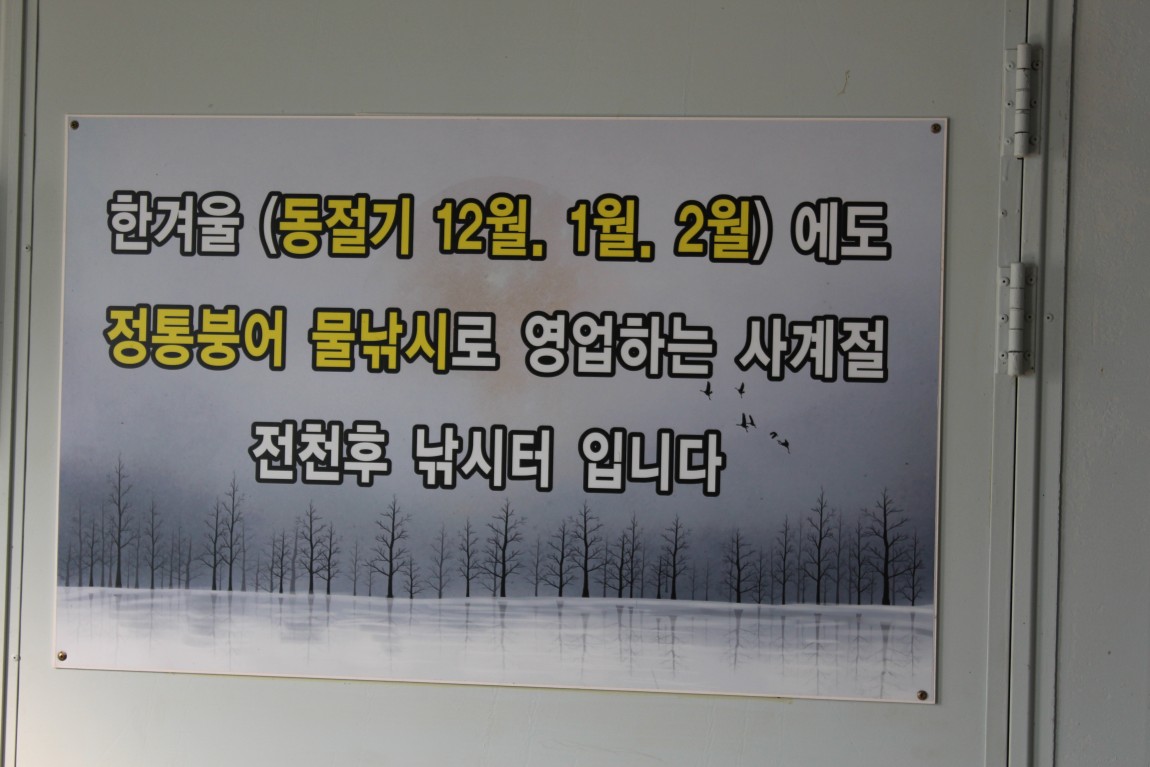 한겨울 (동절기 12월. 1월. 2월) 에도
정통붕어 물낚시로 영업하는 사계절
전천후 낚시터 입니다